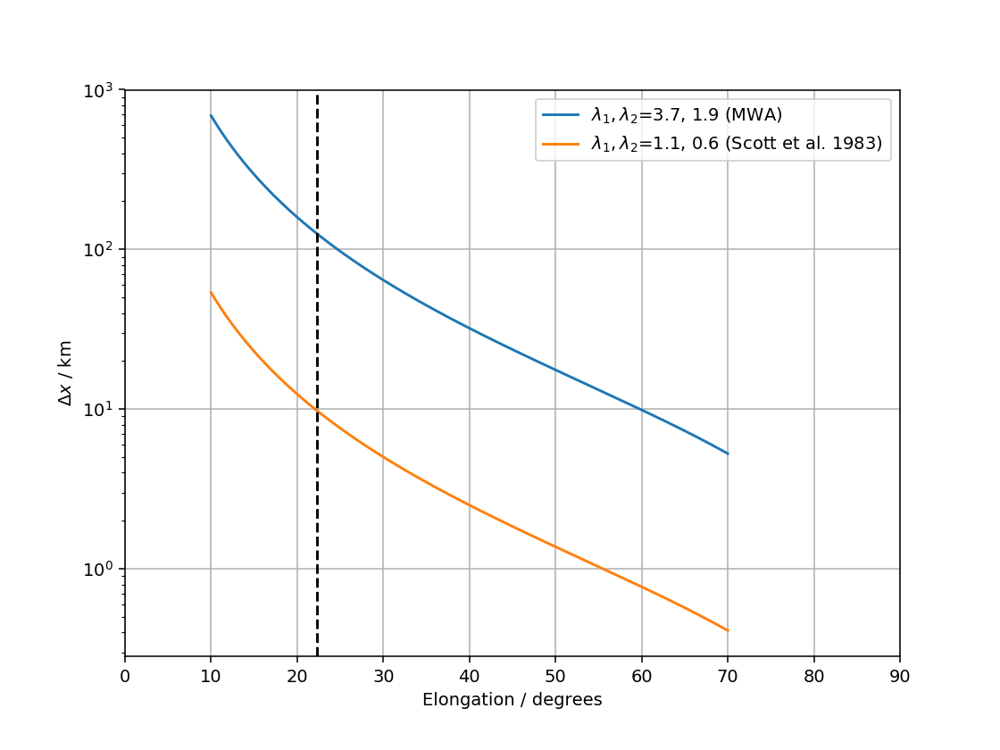 λ₁, λ₂=3.7, 1.9 (MWA)
λ₁, λ₂=1.1, 0.6 (Scott et al. 1983)
10³
10²
10¹
10⁰
Δx / km
0 10 20 30 40 50 60 70 80 90
Elongation / degrees